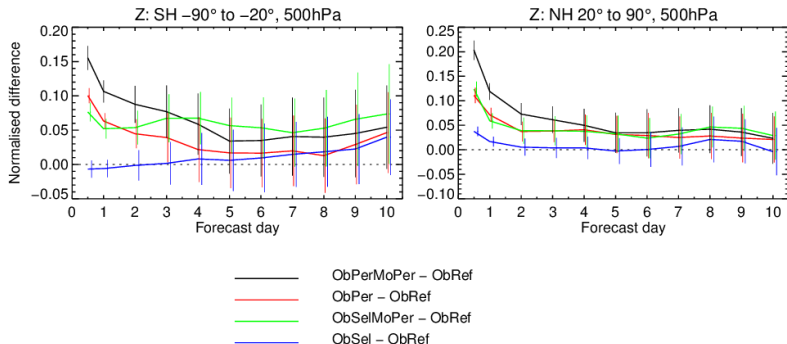 Z: SH −90° to −20°, 500hPa
Z: NH 20° to 90°, 500hPa
Normalised difference
0.20
0.15
0.10
0.05
0.00
−0.05
0 1 2 3 4 5 6 7 8 9 10
Forecast day
0.25
0.20
0.15
0.10
0.05
0.00
−0.05
−0.10
0 1 2 3 4 5 6 7 8 9 10
Forecast day
ObPerMoPer − ObRef
ObPer − ObRef
ObSelMoPer − ObRef
ObSel − ObRef